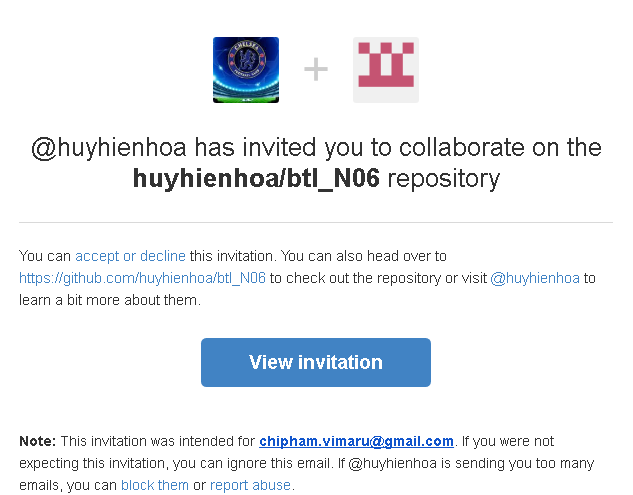 CHELSEA
@huyhienhoa has invited you to collaborate on the
huyhienhoa/btl_N06 repository
You can accept or decline this invitation. You can also head over to
https://github.com/huyhienhoa/btl_N06 to check out the repository or visit @huyhienhoa to
learn a bit more about them.
View invitation
Note: This invitation was intended for chipham.vimaru@gmail.com. If you were not
expecting this invitation, you can ignore this email. If @huyhienhoa is sending you too many
emails, you can block them or report abuse.